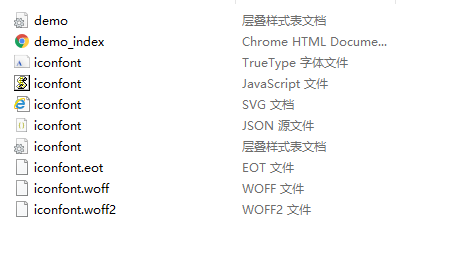 demo 层叠样式表文档
demo_index Chrome HTML Docume...
iconfont TrueType 字体文件
iconfont JavaScript 文件
iconfont SVG 文档
iconfont JSON 源文件
iconfont 层叠样式表文档
iconfont.eot EOT 文件
iconfont.woff WOFF 文件
iconfont.woff2 WOFF2 文件